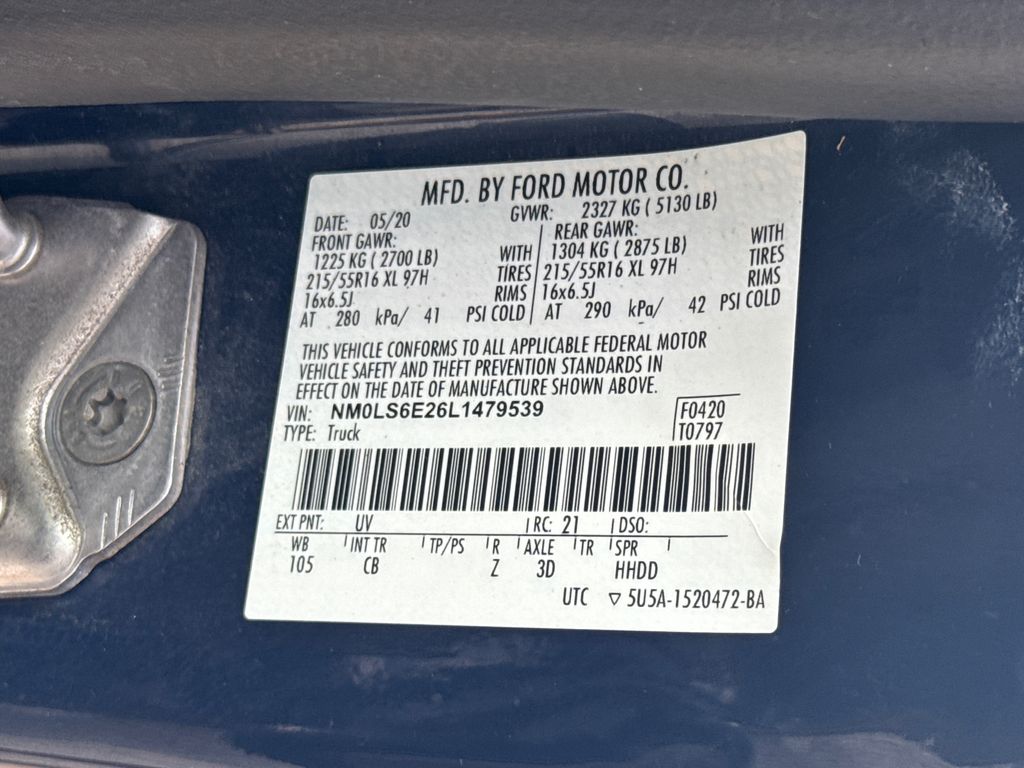 MFD. BY FORD MOTOR CO.
DATE: 05/20 GVWR: 2327 KG ( 5130 LB)
FRONT GAWR: REAR GAWR:
1225 KG ( 2700 LB) WITH 1304 KG ( 2875 LB) WITH
215/55R16 XL 97H TIRES 215/55R16 XL 97H TIRES
16x6.5J RIMS 16x6.5J RIMS
AT 280 kPa/ 41 PSI COLD AT 290 kPa/ 42 PSI COLD
THIS VEHICLE CONFORMS TO ALL APPLICABLE FEDERAL MOTOR
VEHICLE SAFETY AND THEFT PREVENTION STANDARDS IN
EFFECT ON THE DATE OF MANUFACTURE SHOWN ABOVE.
VIN: NM0LS6E26L1479539 F0420
TYPE: Truck T0797
EXT PNT: UV RC: 21 DSO:
WB INT TR TP/PS R AXLE TR SPR
105 CB Z 3D HHDD
UTC ▽ 5U5A-1520472-BA